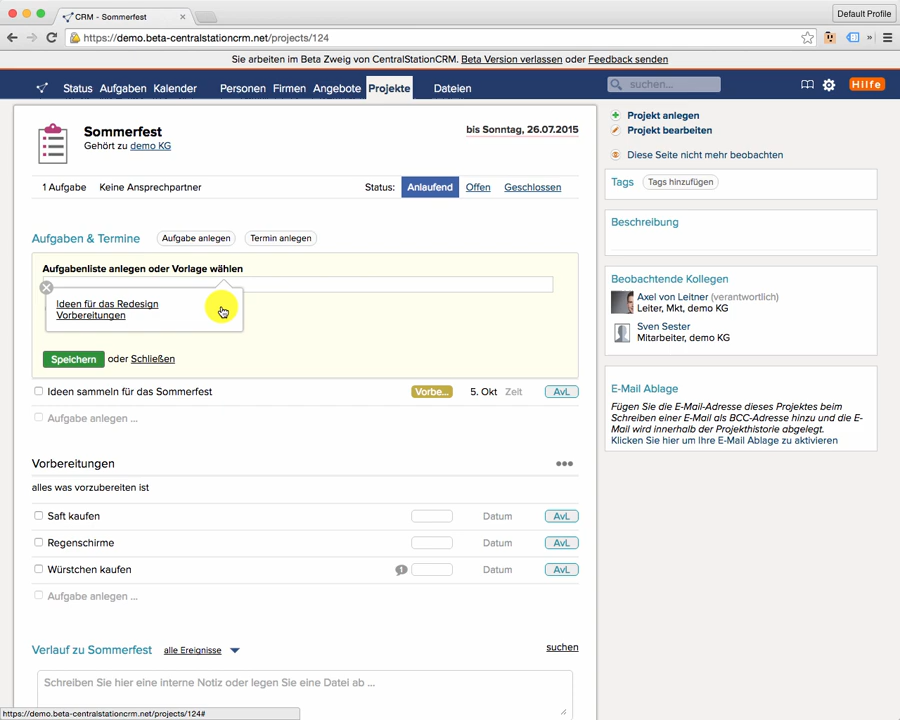 CRM - Sommerfest
Default Profile
https://demo.beta-centralstationcrm.net/projects/124
Sie arbeiten im Beta Zweig von CentralStationCRM. Beta Version verlassen oder Feedback senden
Status Aufgaben Kalender Personen Firmen Angebote Projekte Dateien suchen... Hilfe
Sommerfest
Gehört zu demo KG
bis Sonntag, 26.07.2015
1 Aufgabe Keine Ansprechpartner Status: Anlaufend Offen Geschlossen
Aufgaben & Termine Aufgabe anlegen Termin anlegen
Aufgabenliste anlegen oder Vorlage wählen
Ideen für das Redesign
Vorbereitungen
Speichern oder Schließen
Ideen sammeln für das Sommerfest Vorbe... 5. Okt Zeit AvL
Aufgabe anlegen ...
Vorbereitungen
alles was vorzubereiten ist
Saft kaufen Datum AvL
Regenschirme Datum AvL
Würstchen kaufen 1 Datum AvL
Aufgabe anlegen ...
Verlauf zu Sommerfest alle Ereignisse suchen
Schreiben Sie hier eine interne Notiz oder legen Sie eine Datei ab ...
Projekt anlegen
Projekt bearbeiten
Diese Seite nicht mehr beobachten
Tags Tags hinzufügen
Beschreibung
Beobachtende Kollegen
Axel von Leitner (verantwortlich)
Leiter, Mkt, demo KG
Sven Sester
Mitarbeiter, demo KG
E-Mail Ablage
Fügen Sie die E-Mail-Adresse dieses Projektes beim
Schreiben einer E-Mail als BCC-Adresse hinzu und die E-
Mail wird innerhalb der Projekthistorie abgelegt.
Klicken Sie hier um Ihre E-Mail Ablage zu aktivieren
https://demo.beta-centralstationcrm.net/projects/124#